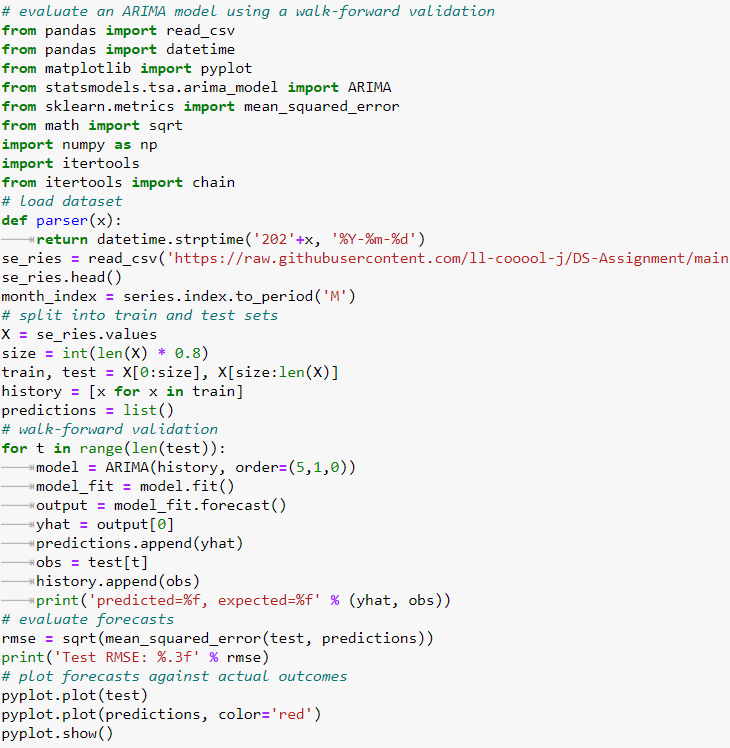 # evaluate an ARIMA model using a walk-forward validation
from pandas import read_csv
from pandas import datetime
from matplotlib import pyplot
from statsmodels.tsa.arima_model import ARIMA
from sklearn.metrics import mean_squared_error
from math import sqrt
import numpy as np
import itertools
from itertools import chain
# load dataset
def parser(x):
return datetime.strptime('202'+x, '%Y-%m-%d')
se_ries = read_csv('https://raw.githubusercontent.com/ll-cooool-j/DS-Assignment/main
se_ries.head()
month_index = series.index.to_period('M')
# split into train and test sets
X = se_ries.values
size = int(len(X) * 0.8)
train, test = X[0:size], X[size:len(X)]
history = [x for x in train]
predictions = list()
# walk-forward validation
for t in range(len(test)):
model = ARIMA(history, order=(5,1,0))
model_fit = model.fit()
output = model_fit.forecast()
yhat = output[0]
predictions.append(yhat)
obs = test[t]
history.append(obs)
print('predicted=%f, expected=%f' % (yhat, obs))
# evaluate forecasts
rmse = sqrt(mean_squared_error(test, predictions))
print('Test RMSE: %.3f' % rmse)
# plot forecasts against actual outcomes
pyplot.plot(test)
pyplot.plot(predictions, color='red')
pyplot.show()